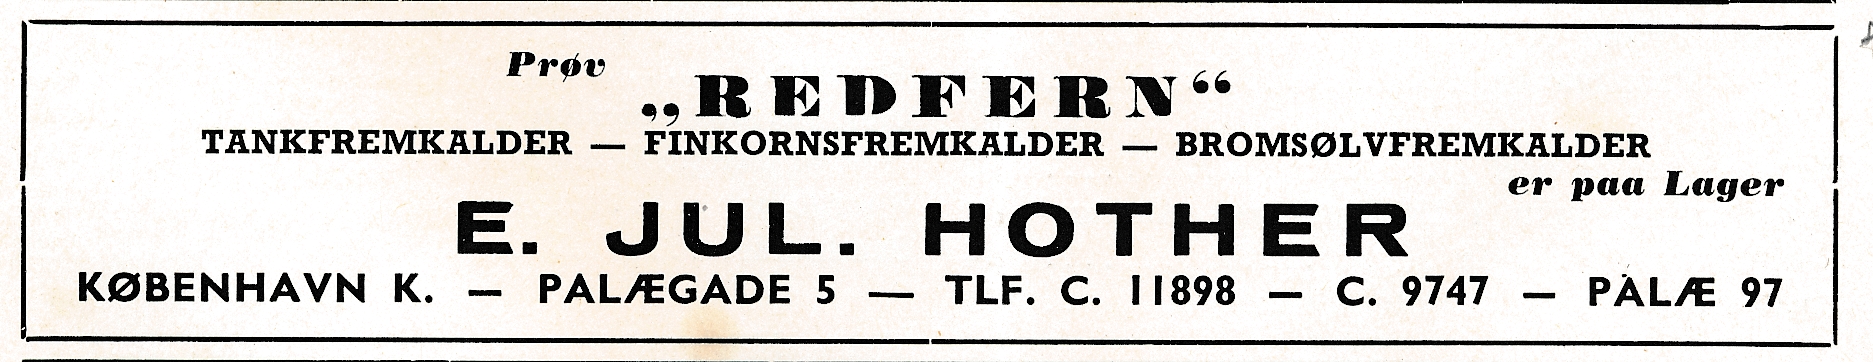 Prøv
„REDFERN“
TANKFREMKALDER — FINKORNSFREMKALDER — BROMSØLVFREMKALDER
er paa Lager
E. JUL. HOTHER
KØBENHAVN K. — PALÆGADE 5 — TLF. C. 11898 — C. 9747 — PALÆ 97